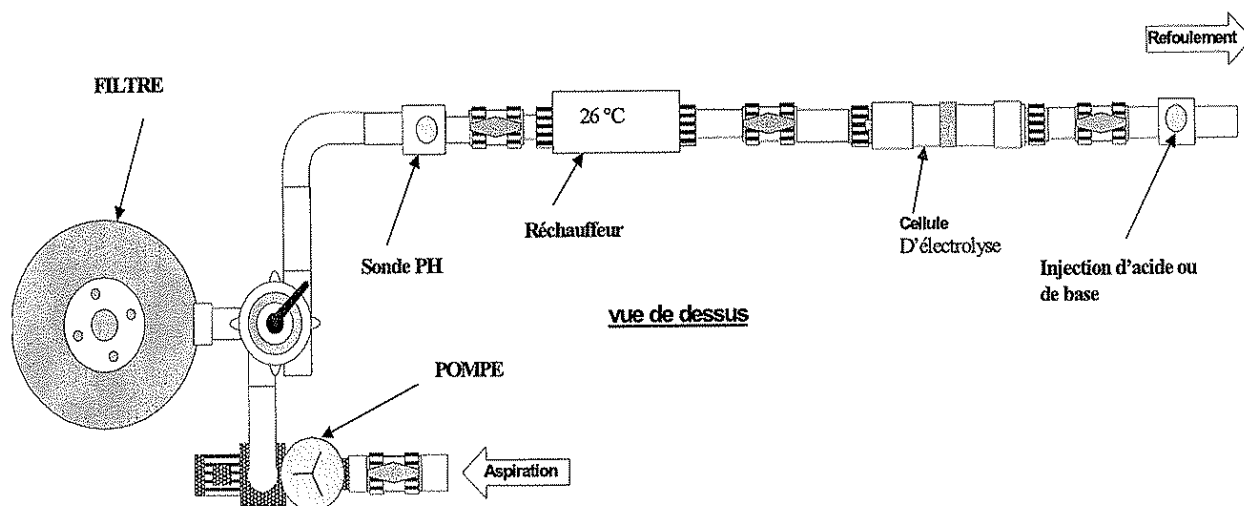 Refoulement
FILTRE
26 °C
Réchauffeur
Sonde PH
Cellule
D'électrolyse
Injection d'acide ou
de base
vue de dessus
POMPE
Aspiration